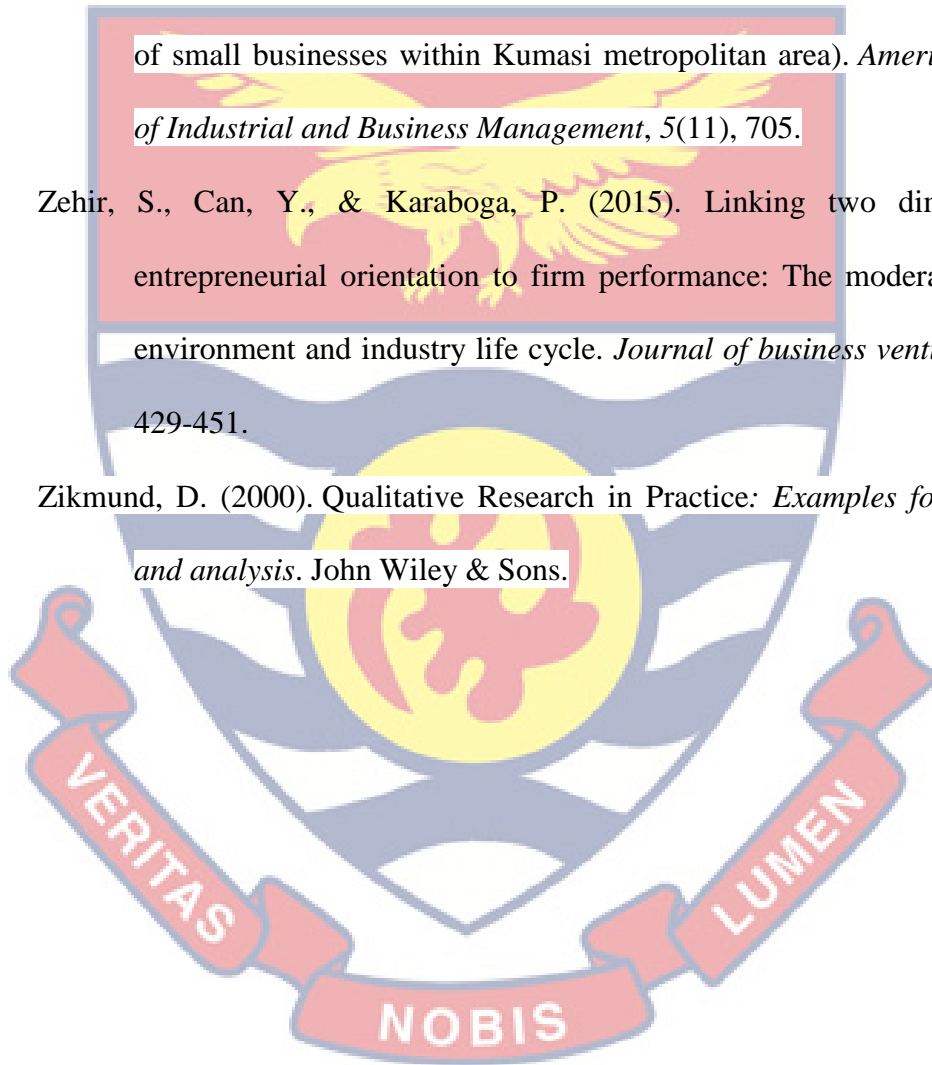 of small businesses within Kumasi metropolitan area). Ameri
of Industrial and Business Management, 5(11), 705.
Zehir, S., Can, Y., & Karaboga, P. (2015). Linking two dim
entrepreneurial orientation to firm performance: The modera
environment and industry life cycle. Journal of business ventu
429-451.
Zikmund, D. (2000). Qualitative Research in Practice: Examples fo
and analysis. John Wiley & Sons.
VERITAS
NOBIS
LUMEN